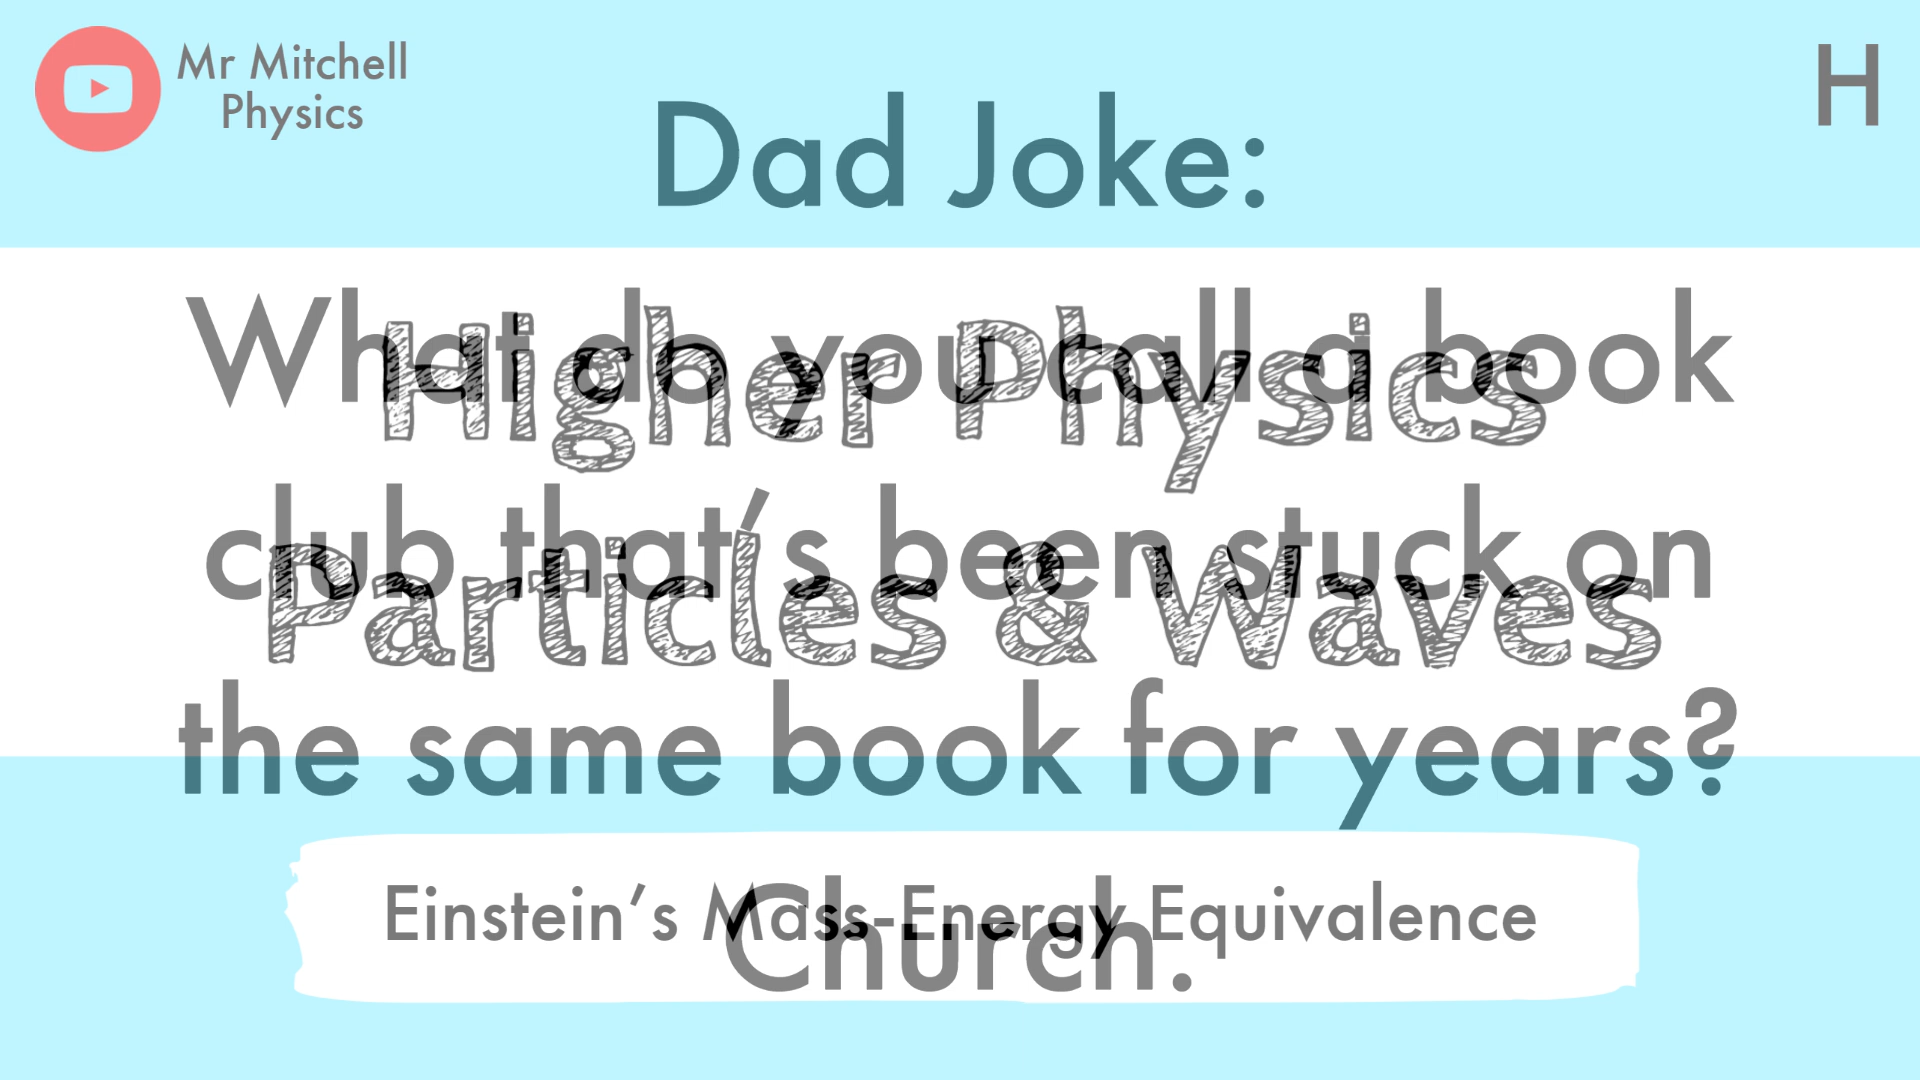 Mr Mitchell
Physics
H
Dad Joke:
What do you call a book
club that's been stuck on
the same book for years?
Church.
Higher Physics
Particles & Waves
Einstein's Mass-Energy Equivalence